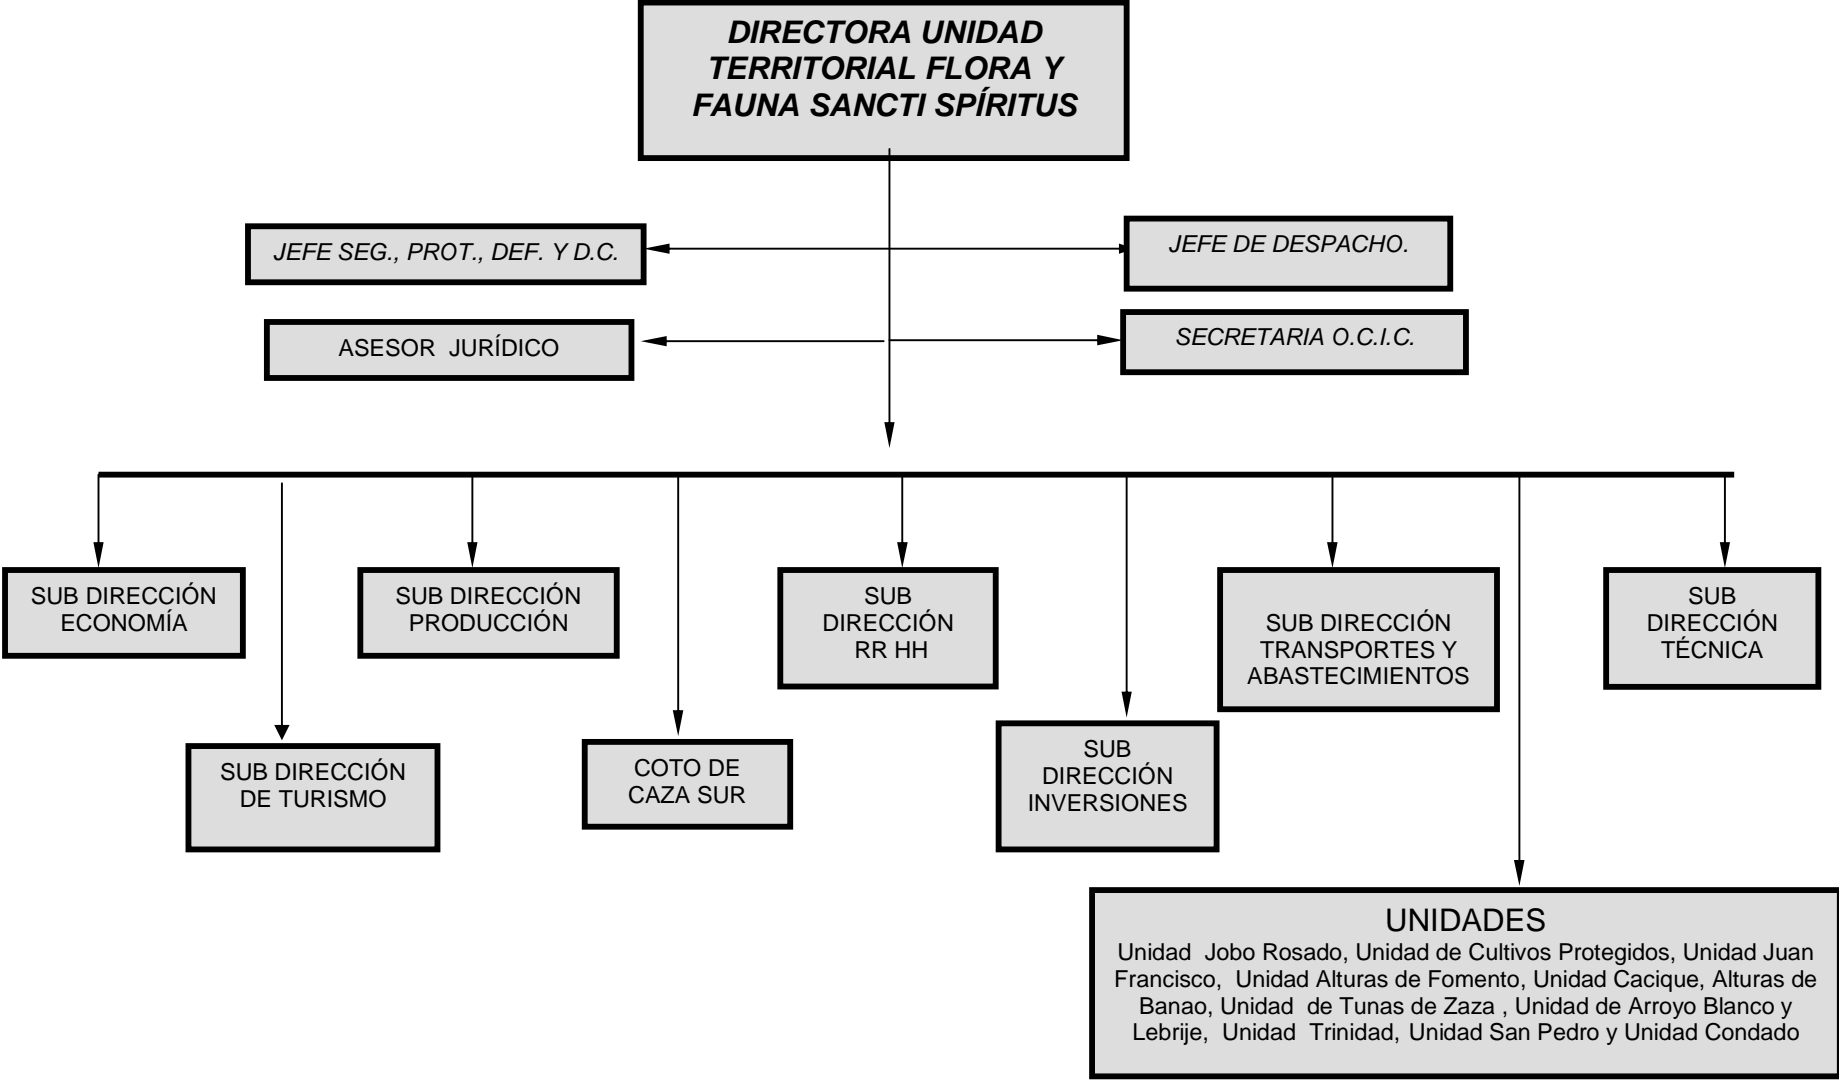 DIRECTORA UNIDAD
TERRITORIAL FLORA Y
FAUNA SANCTI SPÍRITUS
JEFE SEG., PROT., DEF. Y D.C.
JEFE DE DESPACHO.
ASESOR JURÍDICO
SECRETARIA O.C.I.C.
SUB DIRECCIÓN
ECONOMÍA
SUB DIRECCIÓN
PRODUCCIÓN
SUB
DIRECCIÓN
RR HH
SUB DIRECCIÓN
TRANSPORTES Y
ABASTECIMIENTOS
SUB
DIRECCIÓN
TÉCNICA
SUB DIRECCIÓN
DE TURISMO
COTO DE
CAZA SUR
SUB
DIRECCIÓN
INVERSIONES
UNIDADES
Unidad Jobo Rosado, Unidad de Cultivos Protegidos, Unidad Juan
Francisco, Unidad Alturas de Fomento, Unidad Cacique, Alturas de
Banao, Unidad de Tunas de Zaza , Unidad de Arroyo Blanco y
Lebrije, Unidad Trinidad, Unidad San Pedro y Unidad Condado